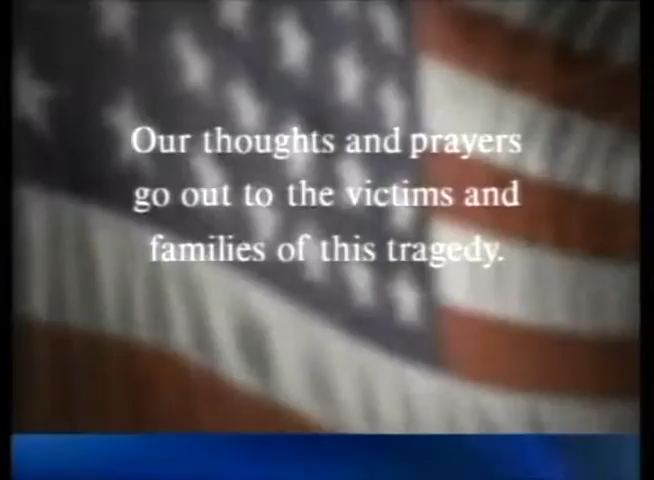 Our thoughts and prayers
go out to the victims and
families of this tragedy.